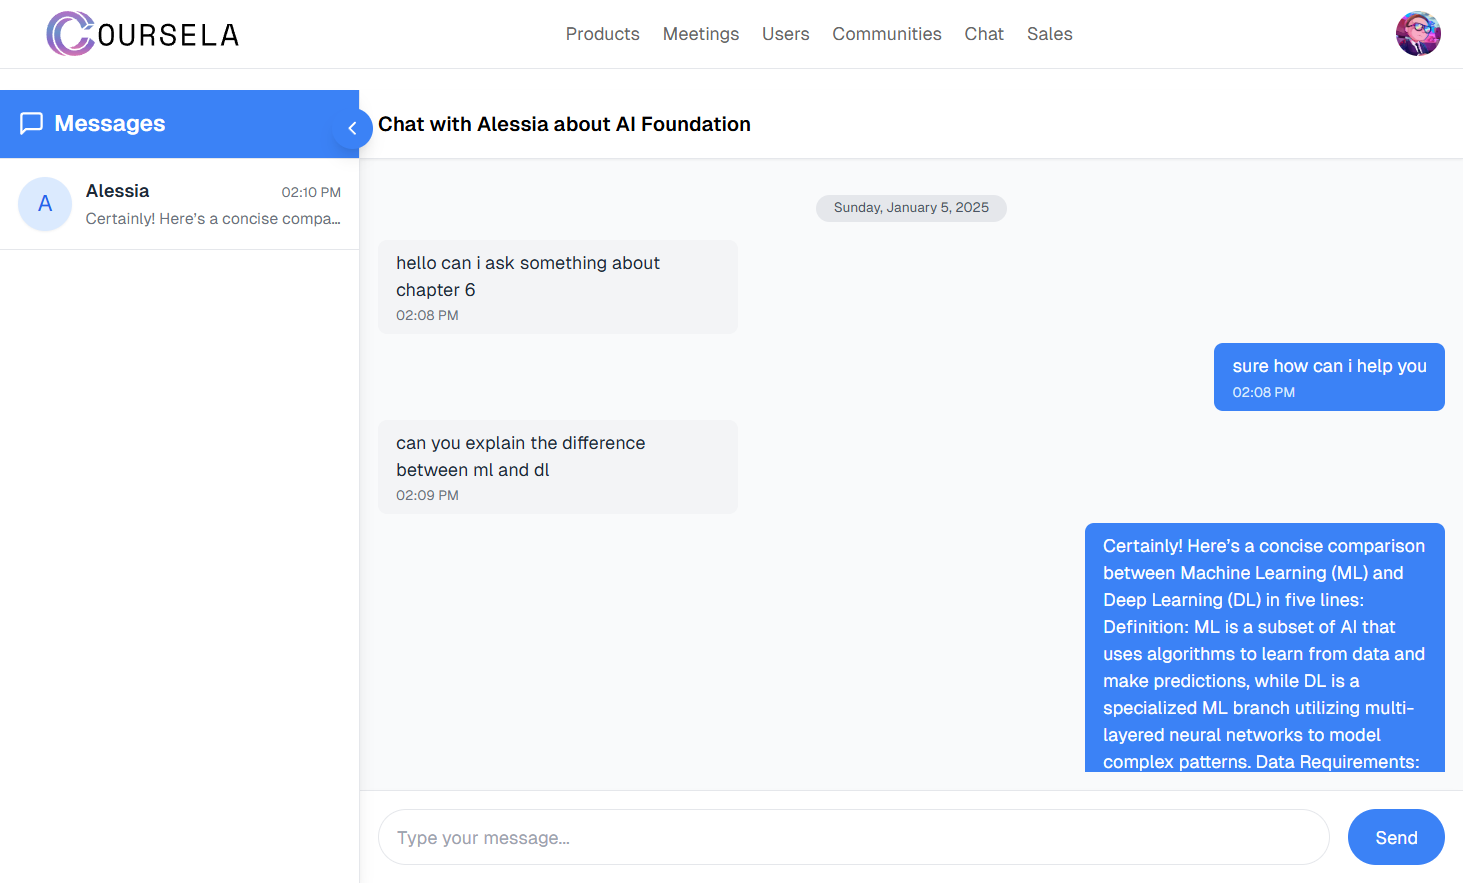 COURSELA
Products Meetings Users Communities Chat Sales
Messages
Chat with Alessia about AI Foundation
A
Alessia
02:10 PM
Certainly! Here's a concise compa...
Sunday, January 5, 2025
hello can i ask something about
chapter 6
02:08 PM
sure how can i help you
02:08 PM
can you explain the difference
between ml and dl
02:09 PM
Certainly! Here's a concise comparison
between Machine Learning (ML) and
Deep Learning (DL) in five lines:
Definition: ML is a subset of AI that
uses algorithms to learn from data and
make predictions, while DL is a
specialized ML branch utilizing multi-
layered neural networks to model
complex patterns. Data Requirements:
Type your message...
Send